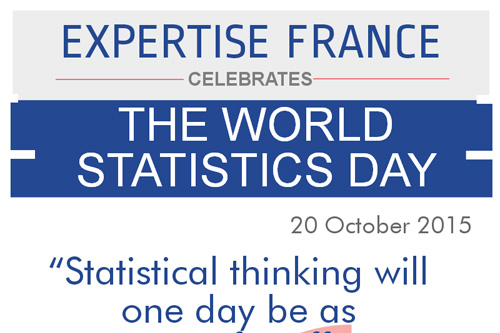 EXPERTISE FRANCE
CELEBRATES
THE WORLD
STATISTICS DAY
20 October 2015
“Statistical thinking will
one day be as